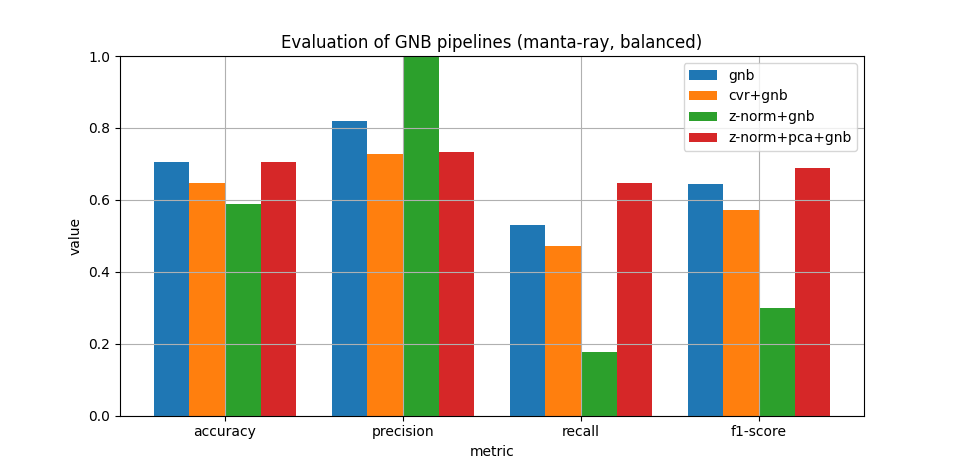 Evaluation of GNB pipelines (manta-ray, balanced)
1.0
0.8
0.6
0.4
0.2
0.0
value
gnb
cvr+gnb
z-norm+gnb
z-norm+pca+gnb
accuracy
precision
recall
f1-score
metric